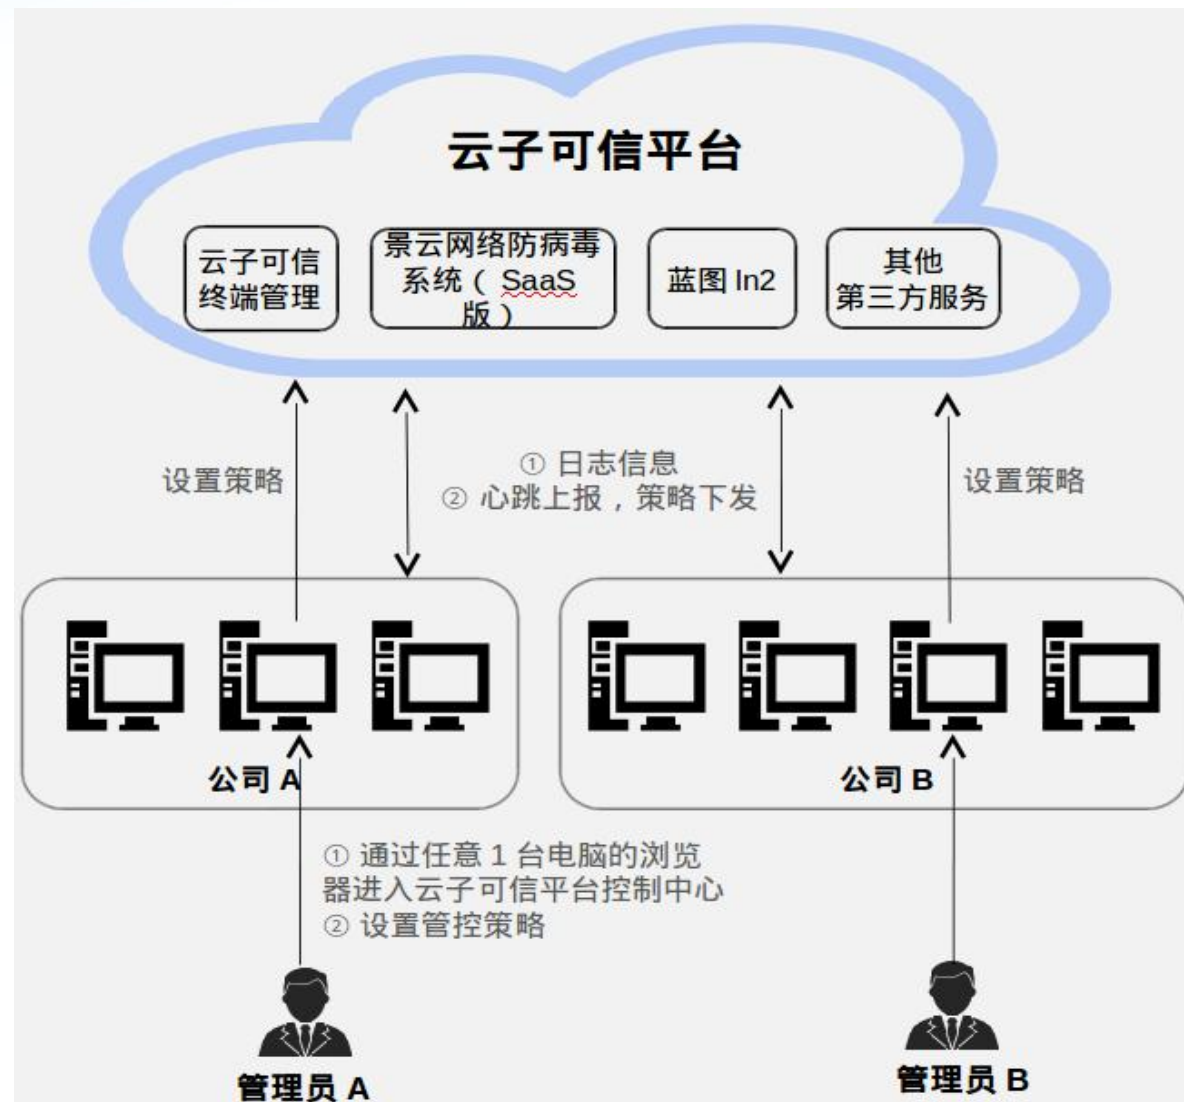 云子可信平台
云子可信
终端管理
景云网络防病毒
系统（SaaS
版）
蓝图 In2
其他
第三方服务
设置策略
① 日志信息
② 心跳上报，策略下发
设置策略
公司 A
公司 B
① 通过任意 1 台电脑的浏览
器进入云子可信平台控制中心
② 设置管控策略
管理员 A
管理员 B